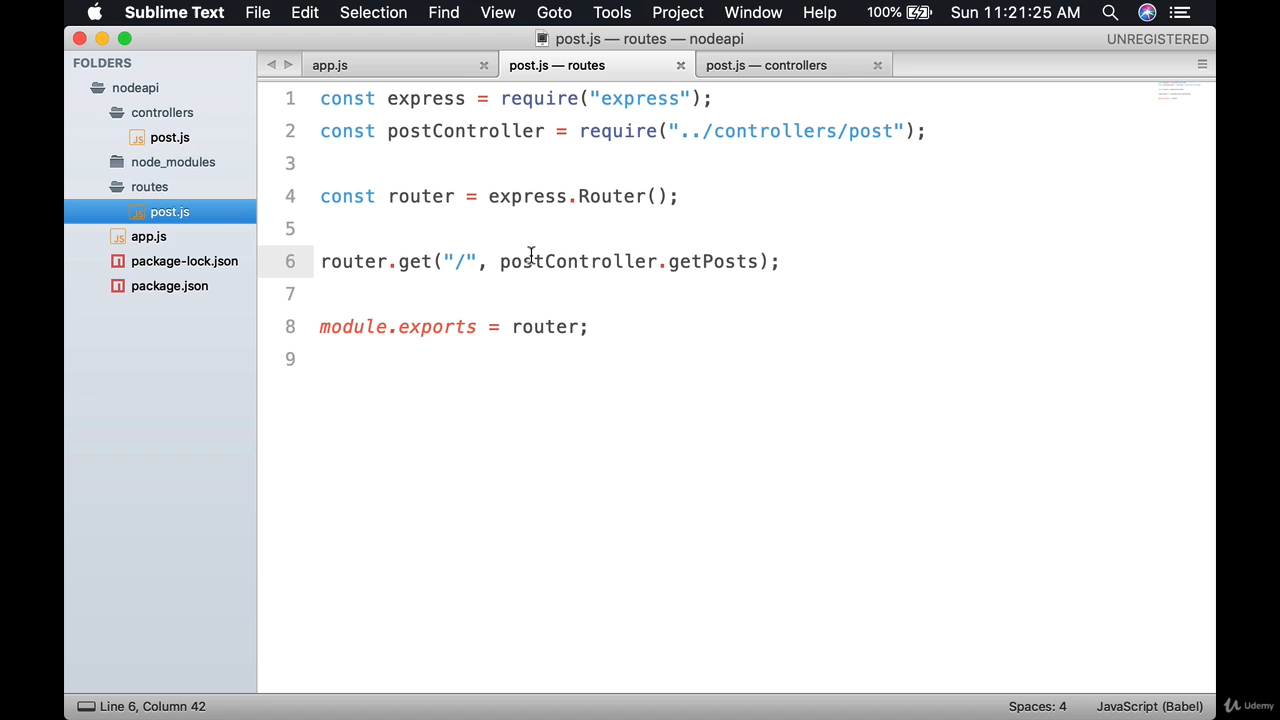 Sublime Text File Edit Selection Find View Goto Tools Project Window Help 100% Sun 11:21:25 AM
post.js — routes — nodeapi UNREGISTERED
FOLDERS
nodeapi
controllers
JS post.js
node_modules
routes
JS post.js
JS app.js
package-lock.json
package.json
app.js post.js — routes post.js — controllers
1 const express = require("express");
2 const postController = require("../controllers/post");
3
4 const router = express.Router();
5
6 router.get("/", postController.getPosts);
7
8 module.exports = router;
9
Line 6, Column 42 Spaces: 4 JavaScript (Babel)
Udemy